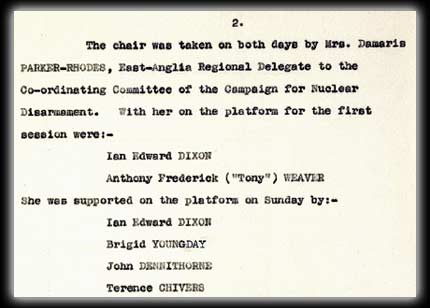 2.
The chair was taken on both days by Mrs. Damaris
PARKER-RHODES, East-Anglia Regional Delegate to the
Co-ordinating Committee of the Campaign for Nuclear
Disarmament. With her on the platform for the first
session were:-
Ian Edward DIXON
Anthony Frederick ("Tony") WEAVER
She was supported on the platform on Sunday by:-
Ian Edward DIXON
Brigid YOUNGDAY
John DENNITHORNE
Terence CHIVERS